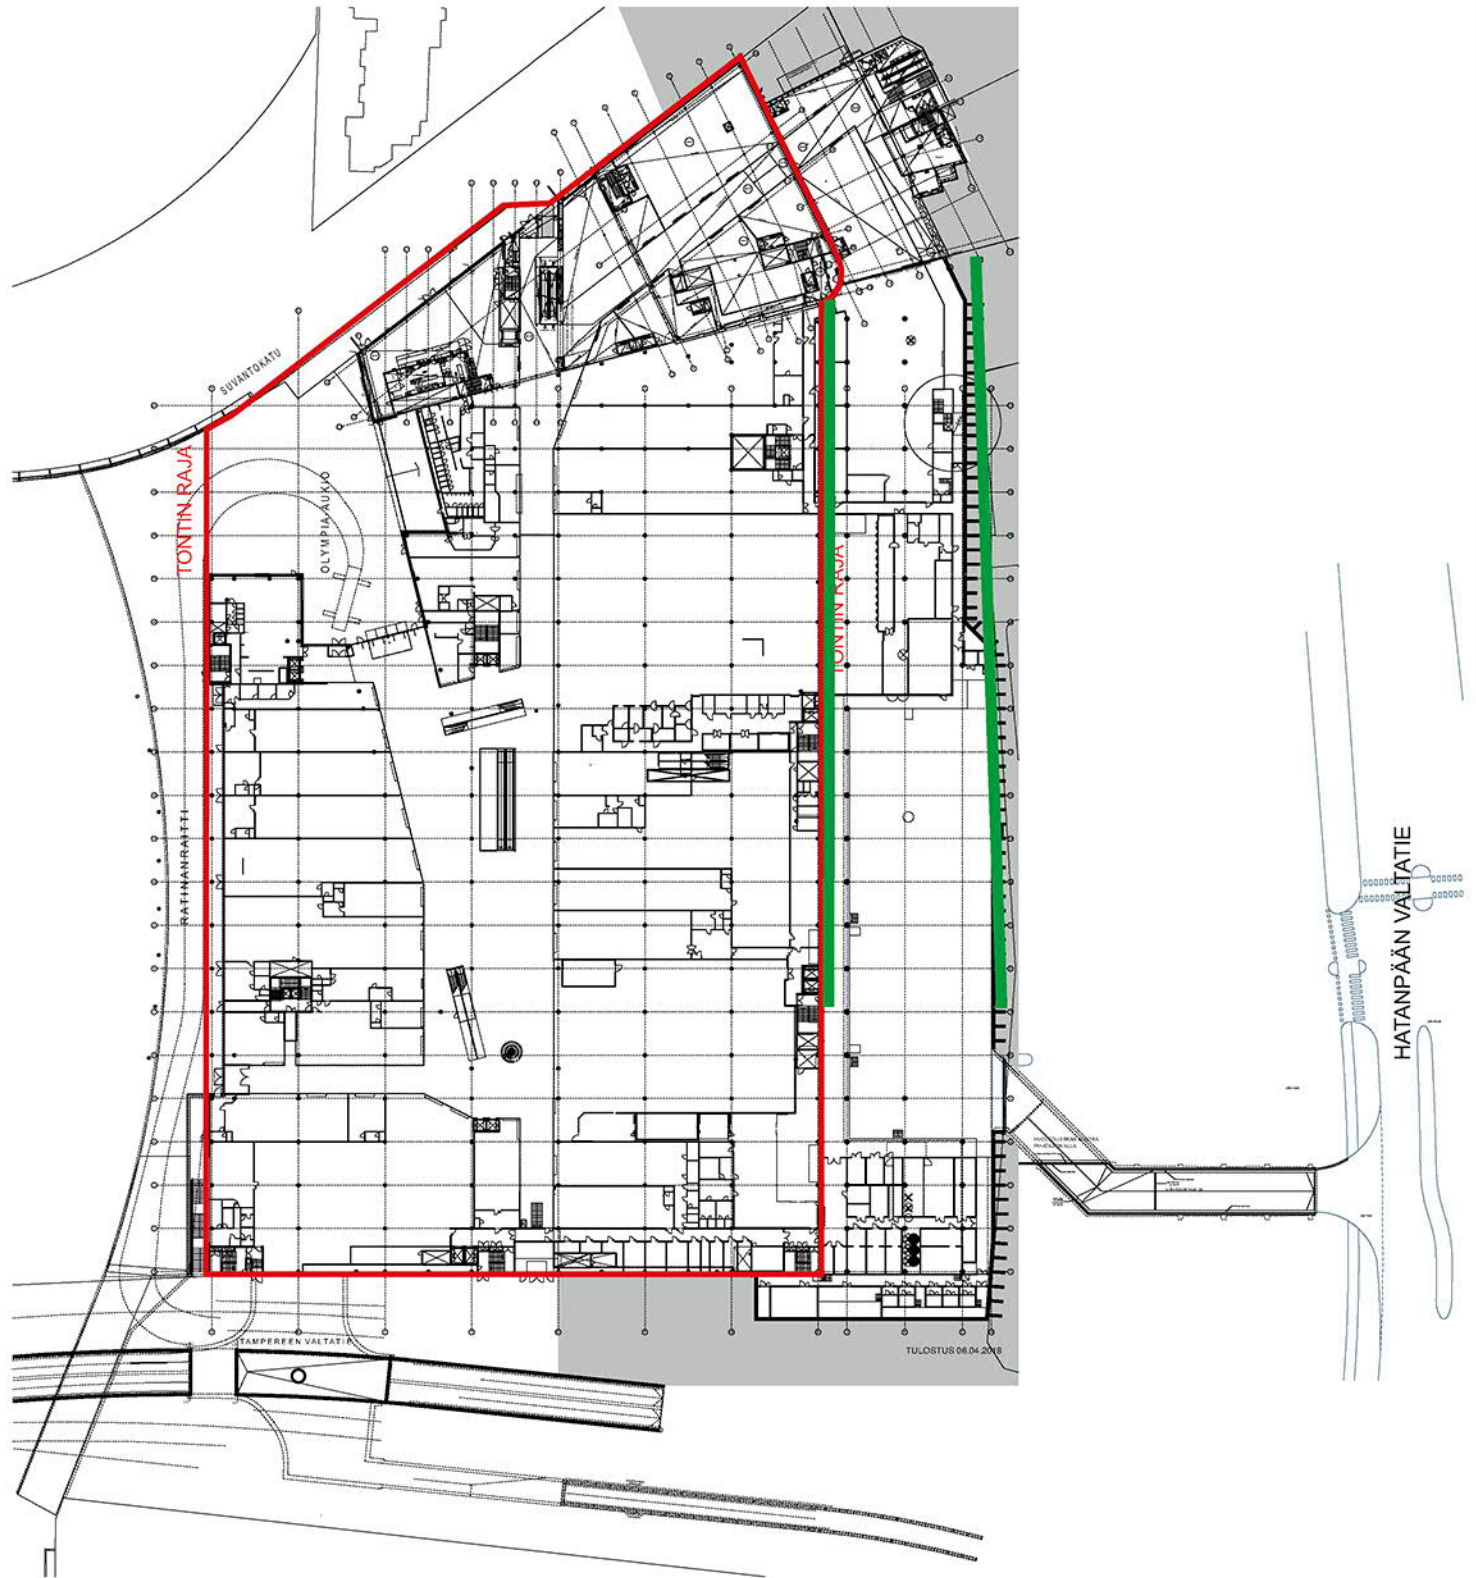 SUVANTOKATU
TONTIN RAJA
OLYMPIA-AUKIO
TONTIN RAJA
RATINANRAITTI
HATANPÄÄN VALTATIE
TAMPEREEN VALTATIE
TULOSTUS 06.04.2018